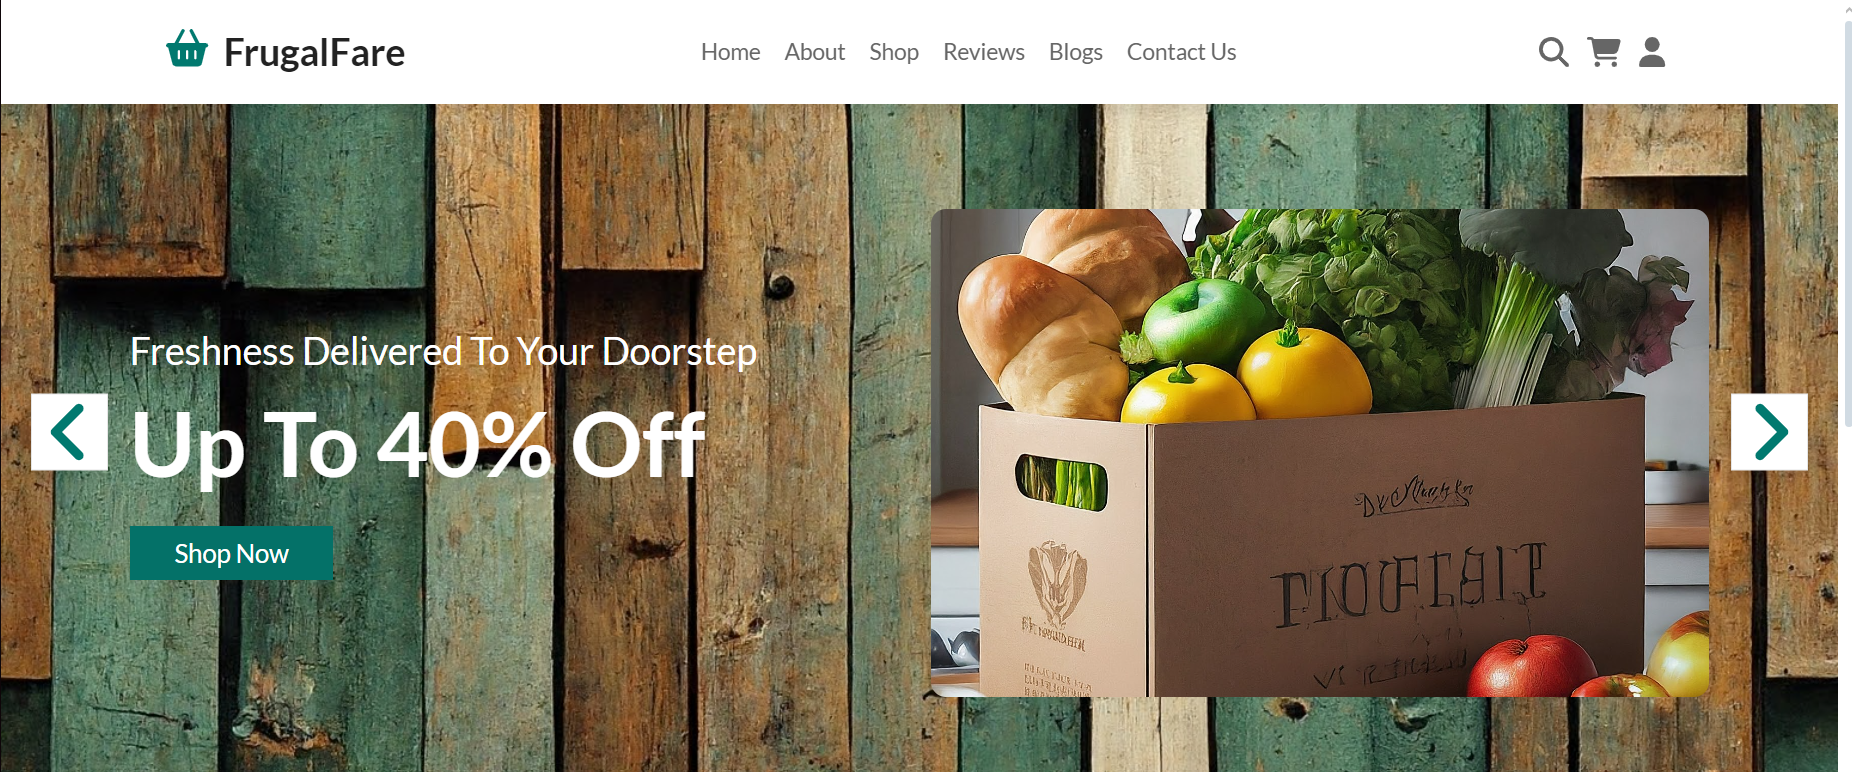 FrugalFare
Home About Shop Reviews Blogs Contact Us
Freshness Delivered To Your Doorstep
Up To 40% Off
Shop Now